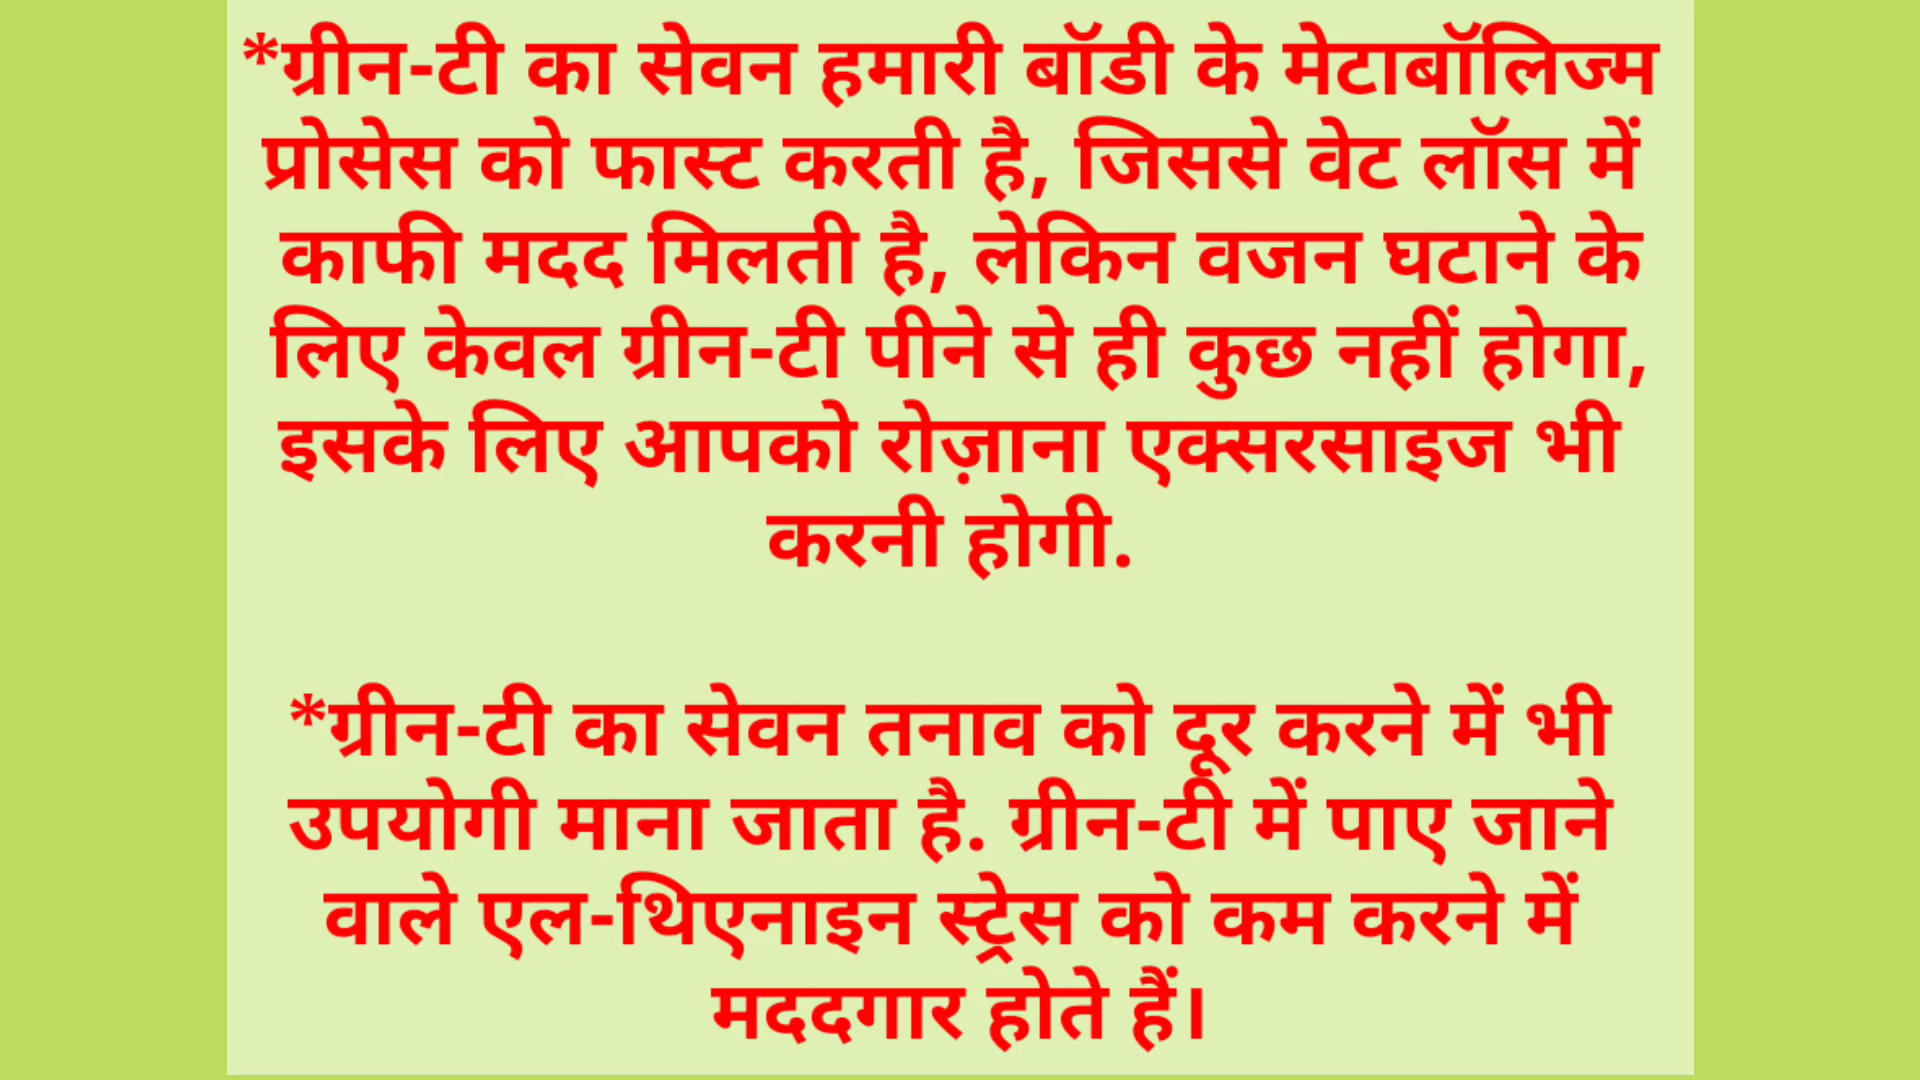 *ग्रीन-टी का सेवन हमारी बॉडी के मेटाबॉलिज्म
प्रोसेस को फास्ट करती है, जिससे वेट लॉस में
काफी मदद मिलती है, लेकिन वजन घटाने के
लिए केवल ग्रीन-टी पीने से ही कुछ नहीं होगा,
इसके लिए आपको रोज़ाना एक्सरसाइज भी
करनी होगी.
*ग्रीन-टी का सेवन तनाव को दूर करने में भी
उपयोगी माना जाता है. ग्रीन-टी में पाए जाने
वाले एल-थिएनाइन स्ट्रेस को कम करने में
मददगार होते हैं।